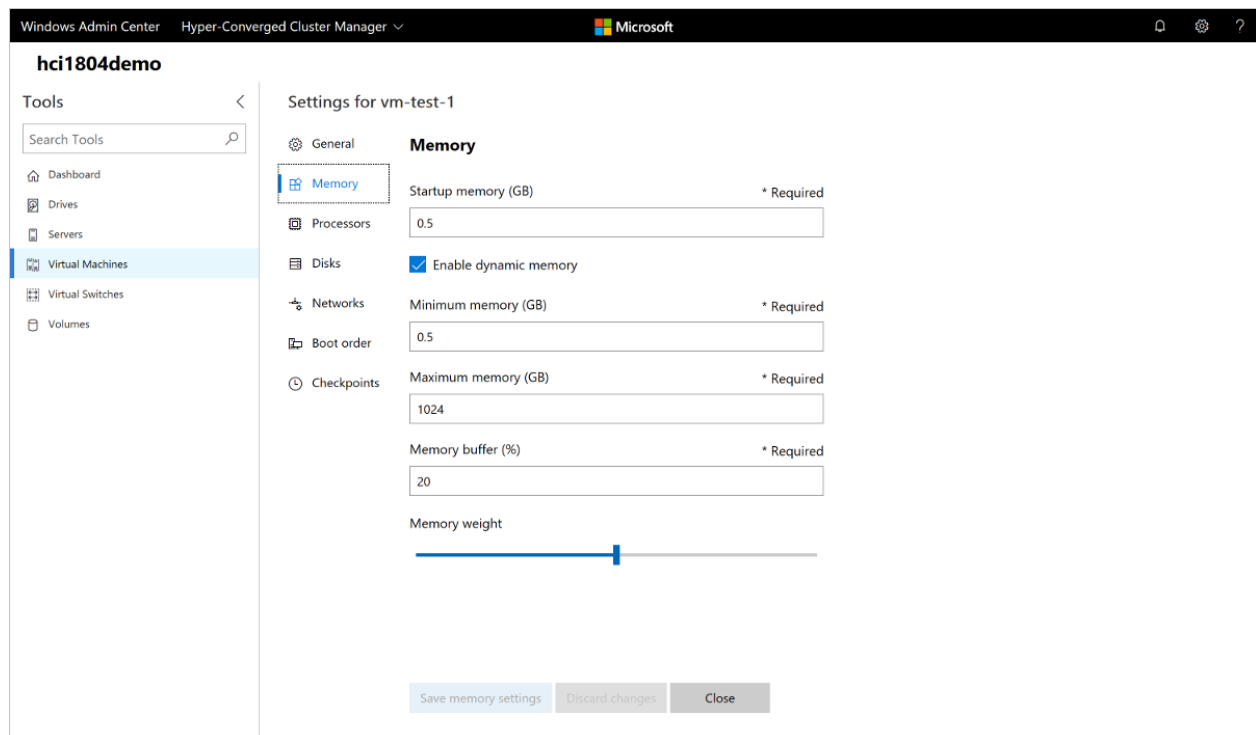 Windows Admin Center Hyper-Converged Cluster Manager Microsoft ?
hci1804demo
Tools
Search Tools
Dashboard
Drives
Servers
Virtual Machines
Virtual Switches
Volumes
Settings for vm-test-1
General
Memory
Processors
Disks
Networks
Boot order
Checkpoints
Memory
Startup memory (GB) * Required
0.5
Enable dynamic memory
Minimum memory (GB) * Required
0.5
Maximum memory (GB) * Required
1024
Memory buffer (%) * Required
20
Memory weight
Save memory settings Discard changes Close